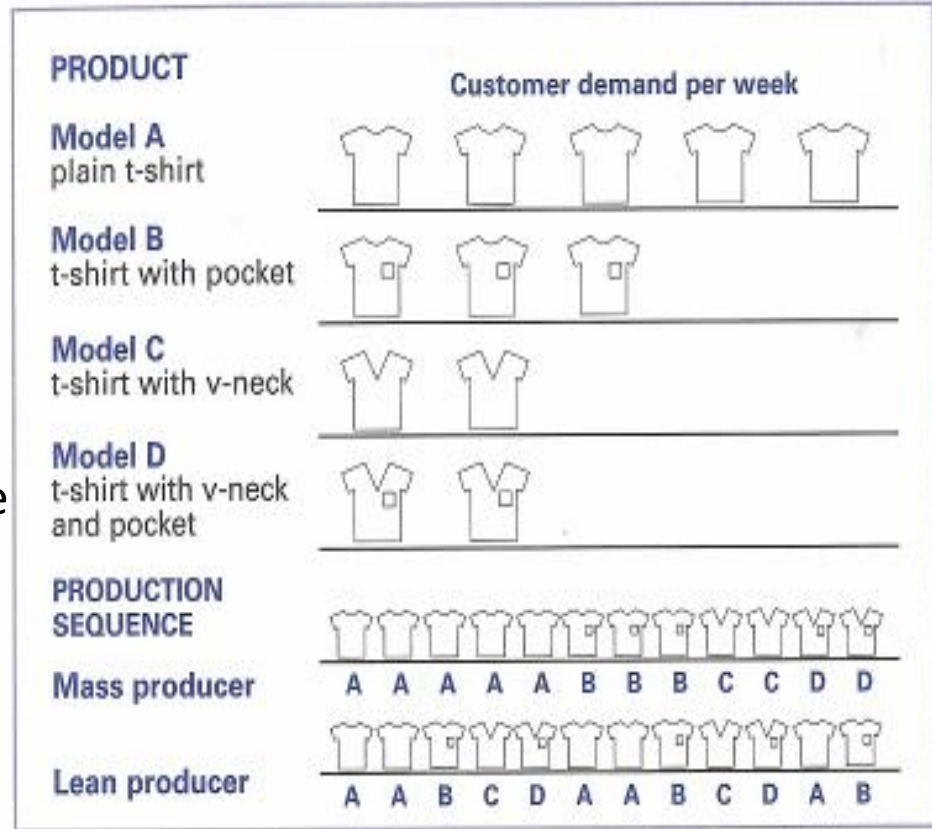 PRODUCT
Customer demand per week
Model A
plain t-shirt
Model B
t-shirt with pocket
Model C
t-shirt with v-neck
Model D
t-shirt with v-neck
and pocket
e
PRODUCTION
SEQUENCE
Mass producer A A A A A B B B C C D D
Lean producer A A B C D A A B C D A B